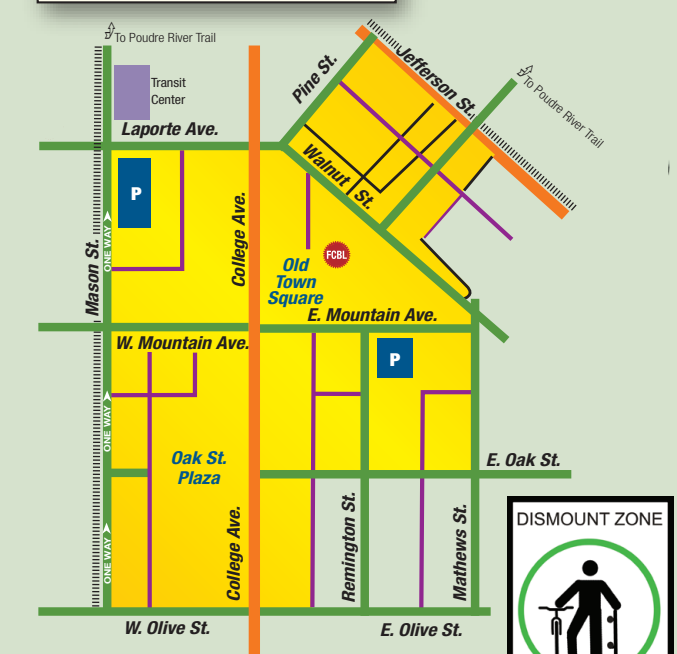 To Poudre River Trail
Transit
Center
Laporte Ave.
Pine St.
Jefferson St.
To Poudre River Trail
Walnut St.
P
ONE WAY
Mason St.
College Ave.
FCBL
Old
Town
Square
E. Mountain Ave.
W. Mountain Ave.
P
ONE WAY
Oak St.
Plaza
E. Oak St.
ONE WAY
College Ave.
Remington St.
Mathews St.
DISMOUNT ZONE
W. Olive St.
E. Olive St.